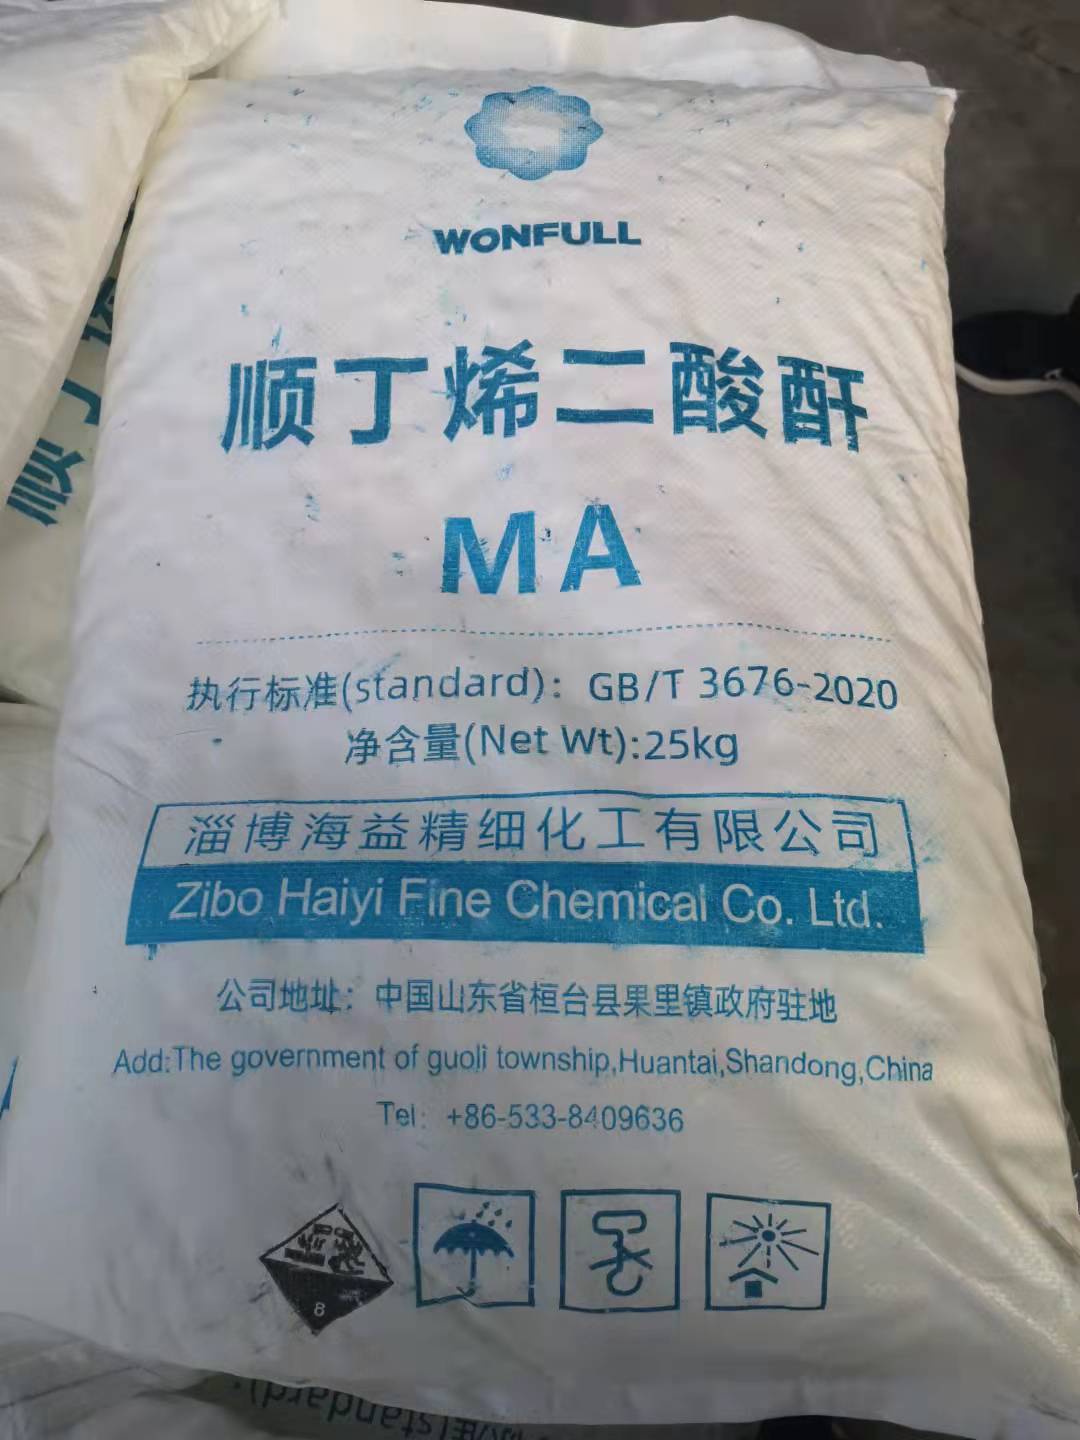 WONFULL
顺丁烯二酸酐
MA
执行标准(standard)：GB/T 3676-2020
净含量(Net Wt):25kg
淄博海益精细化工有限公司
Zibo Haiyi Fine Chemical Co. Ltd.
公司地址：中国山东省桓台县果里镇政府驻地
Add:The government of guoli township,Huantai,Shandong,China
Tel：+86-533-8409636
8
顺丁
(standard):